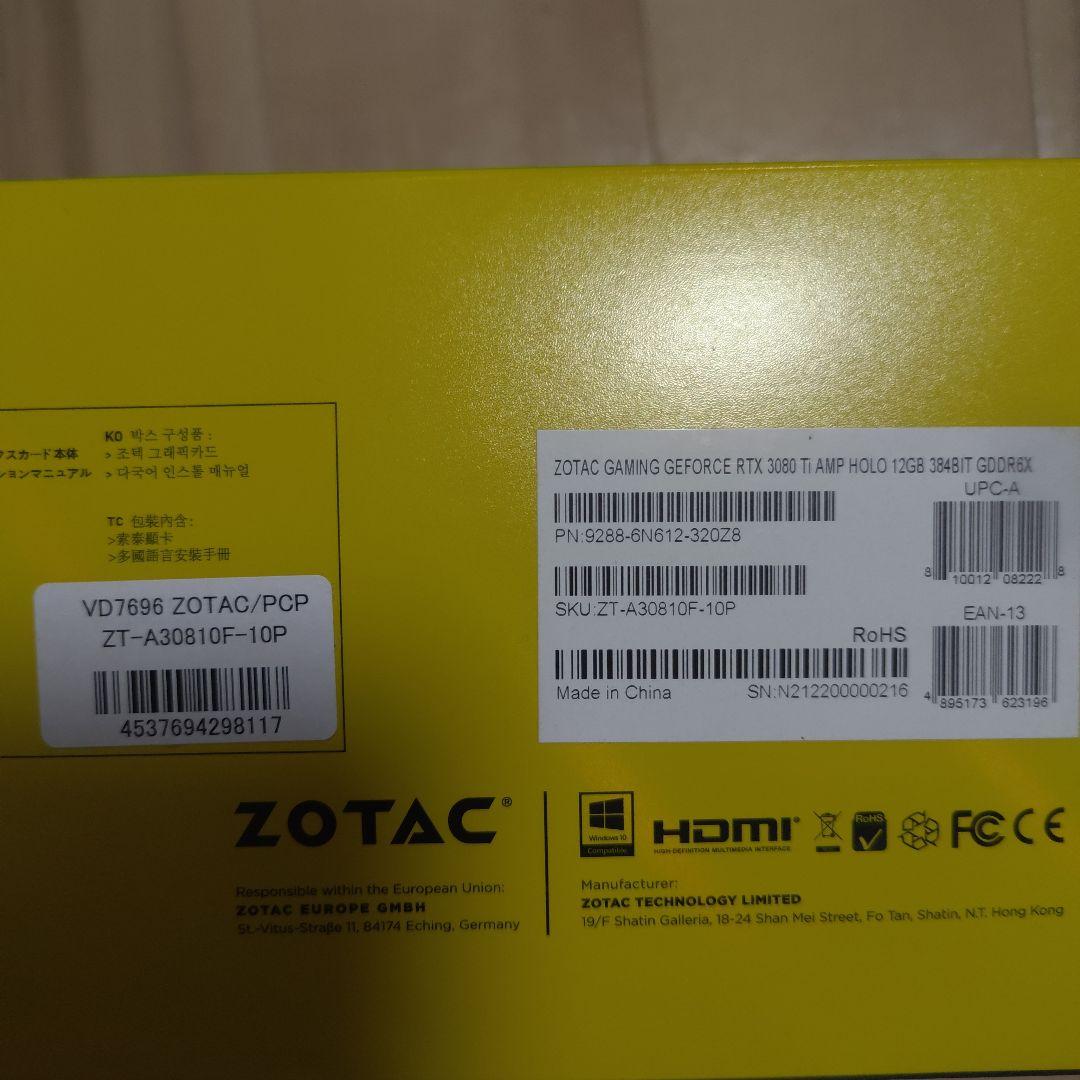 クスカード本体
ションマニュアル
KO 박스 구성품 :
> 조텍 그래픽카드
> 다국어 인스톨 매뉴얼
TC 包裝內含:
>索泰顯卡
>多國語言安裝手冊
VD7696 ZOTAC/PCP
ZT-A30810F-10P
4537694298117
ZOTAC GAMING GEFORCE RTX 3080 Ti AMP HOLO 12GB 384BIT GDDR6X
PN:9288-6N612-320Z8
SKU:ZT-A30810F-10P
RoHS
Made in China
SN:N212200000216
UPC-A
8 10012 08222 8
EAN-13
4 895173 623196
ZOTAC®
Responsible within the European Union:
ZOTAC EUROPE GMBH
St.-Vitus-Straße 11, 84174 Eching, Germany
Windows 10
Compatible
HDMI®
HIGH-DEFINITION MULTIMEDIA INTERFACE
RoHS
FC CE
Manufacturer:
ZOTAC TECHNOLOGY LIMITED
19/F Shatin Galleria, 18-24 Shan Mei Street, Fo Tan, Shatin, N.T. Hong Kong